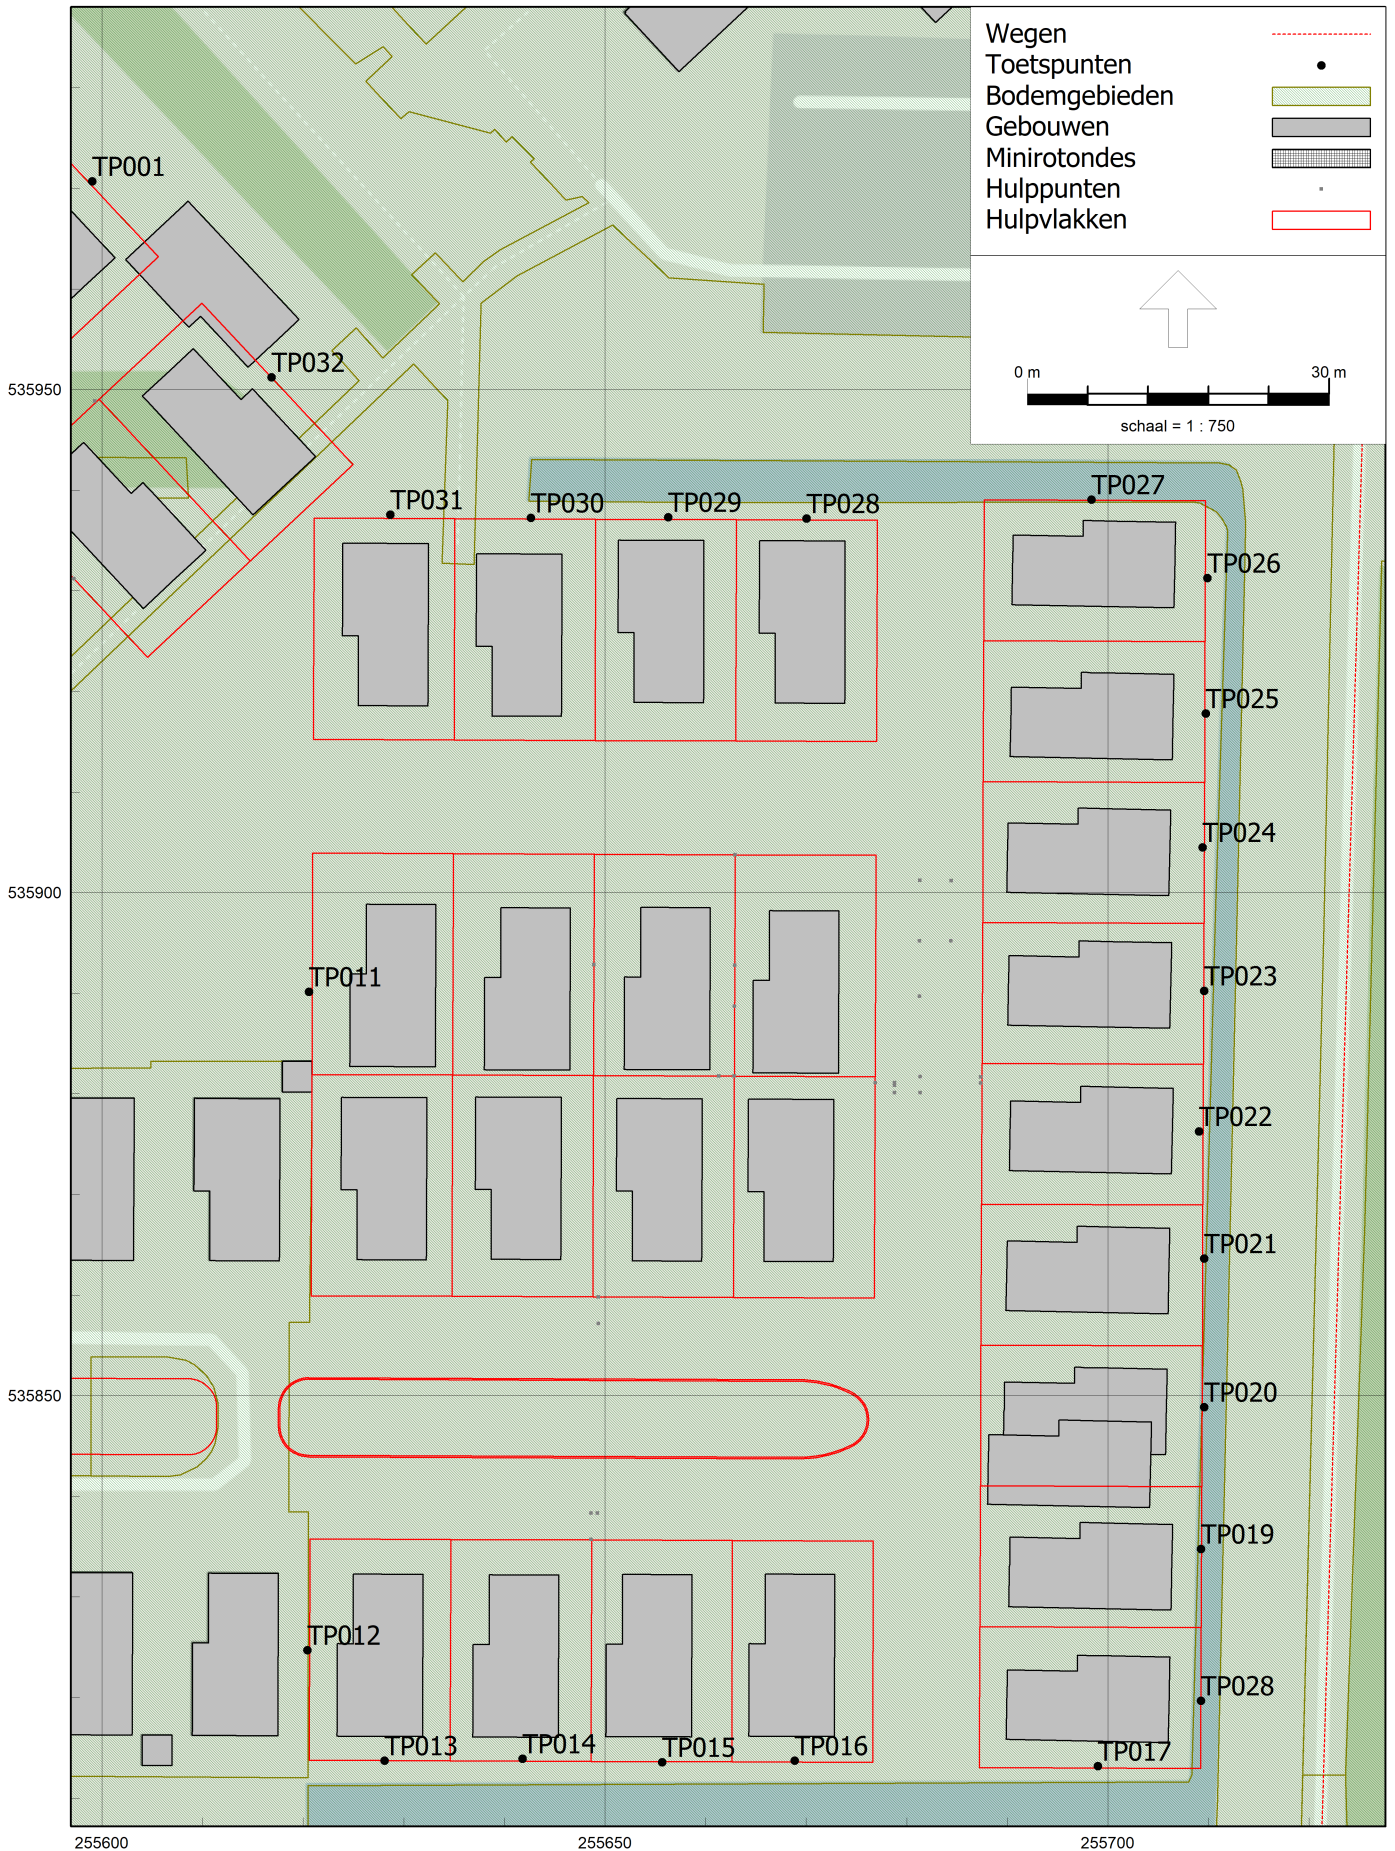 Wegen
Toetspunten
Bodemgebieden
Gebouwen
Minirotondes
Hulppunten
Hulpvlakken
0 m 30 m
schaal = 1 : 750
TP001
TP032
535950
TP031 TP030 TP029 TP028 TP027
TP026
TP025
TP024
535900
TP011 TP023
TP022
TP021
535850
TP020
TP019
TP012
TP028
TP013 TP014 TP015 TP016 TP017
255600 255650 255700